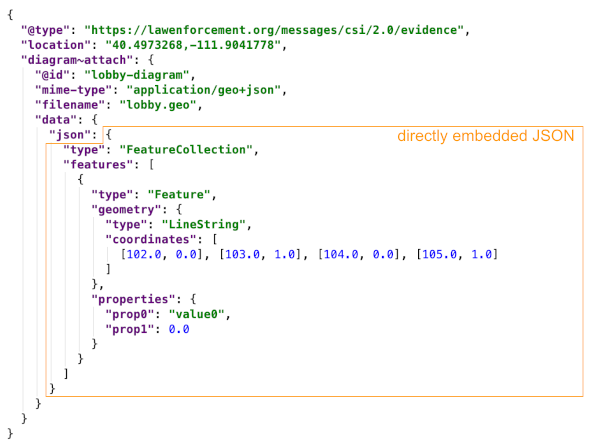 {
  "@type": "https://lawenforcement.org/messages/csi/2.0/evidence",
  "location": "40.4973268,-111.9041778",
  "diagram~attach": {
    "@id": "lobby-diagram",
    "mime-type": "application/geo+json",
    "filename": "lobby.geo",
    "data": {
      "json": { directly embedded JSON
        "type": "FeatureCollection",
        "features": [
          {
            "type": "Feature",
            "geometry": {
              "type": "LineString",
              "coordinates": [
                [102.0, 0.0], [103.0, 1.0], [104.0, 0.0], [105.0, 1.0]
              ]
            },
            "properties": {
              "prop0": "value0",
              "prop1": 0.0
            }
          }
        ]
      }
    }
  }
}